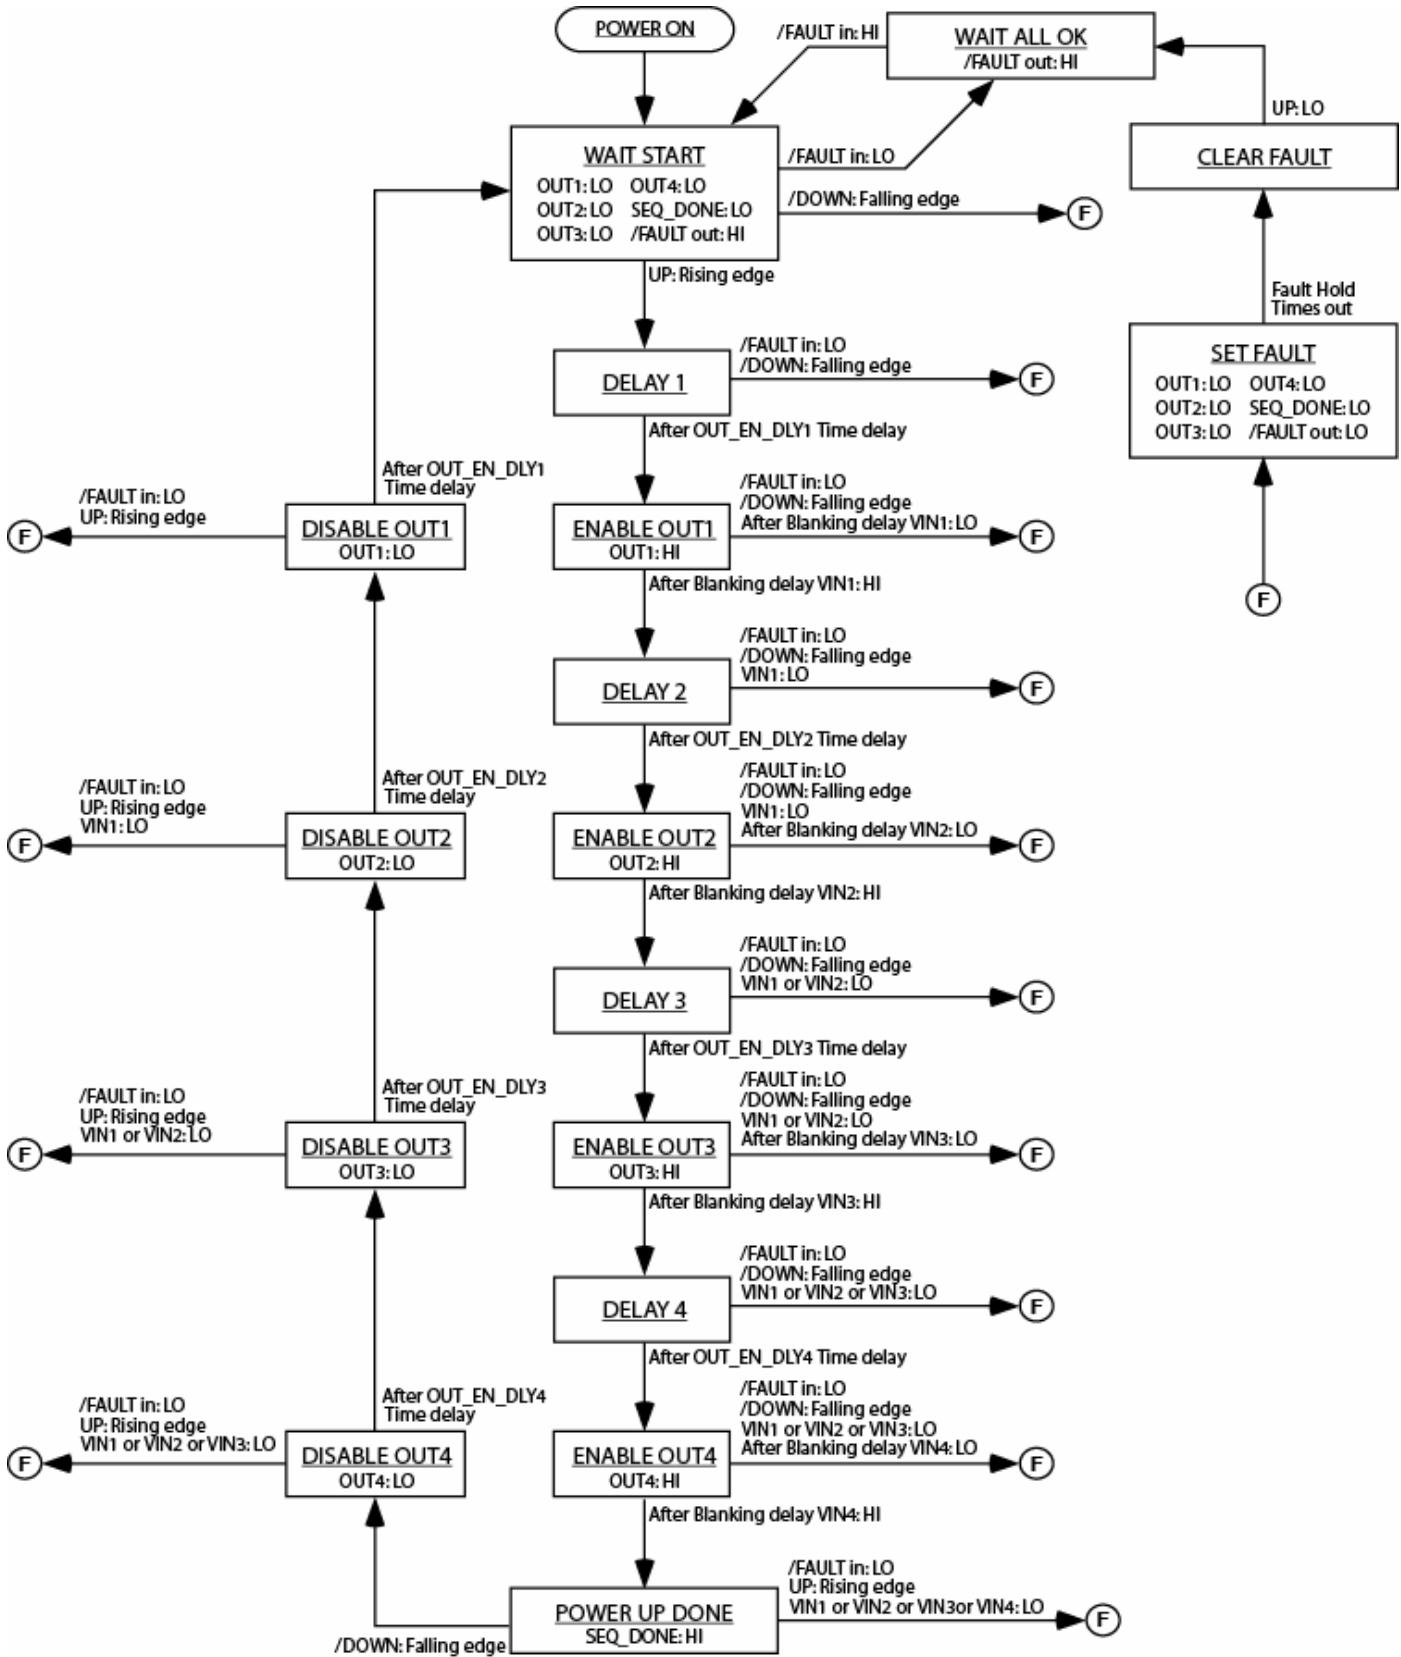 POWER ON
/FAULT in: HI
WAIT ALL OK
/FAULT out: HI
UP: LO
CLEAR FAULT
WAIT START
OUT1: LO OUT4: LO
OUT2: LO SEQ_DONE: LO
OUT3: LO /FAULT out: HI
/FAULT in: LO
/DOWN: Falling edge
F
UP: Rising edge
Fault Hold
Times out
SET FAULT
OUT1: LO OUT4: LO
OUT2: LO SEQ_DONE: LO
OUT3: LO /FAULT out: LO
F
DELAY 1
/FAULT in: LO
/DOWN: Falling edge
F
After OUT_EN_DLY1 Time delay
ENABLE OUT1
OUT1: HI
/FAULT in: LO
/DOWN: Falling edge
After Blanking delay VIN1: LO
F
After Blanking delay VIN1: HI
DELAY 2
/FAULT in: LO
/DOWN: Falling edge
VIN1: LO
F
After OUT_EN_DLY2 Time delay
ENABLE OUT2
OUT2: HI
/FAULT in: LO
/DOWN: Falling edge
VIN1: LO
After Blanking delay VIN2: LO
F
After Blanking delay VIN2: HI
DELAY 3
/FAULT in: LO
/DOWN: Falling edge
VIN1 or VIN2: LO
F
After OUT_EN_DLY3 Time delay
ENABLE OUT3
OUT3: HI
/FAULT in: LO
/DOWN: Falling edge
VIN1 or VIN2: LO
After Blanking delay VIN3: LO
F
After Blanking delay VIN3: HI
DELAY 4
/FAULT in: LO
/DOWN: Falling edge
VIN1 or VIN2 or VIN3: LO
F
After OUT_EN_DLY4 Time delay
ENABLE OUT4
OUT4: HI
/FAULT in: LO
/DOWN: Falling edge
VIN1 or VIN2 or VIN3: LO
After Blanking delay VIN4: LO
F
After Blanking delay VIN4: HI
POWER UP DONE
SEQ_DONE: HI
/FAULT in: LO
UP: Rising edge
VIN1 or VIN2 or VIN3or VIN4: LO
F
/DOWN: Falling edge
DISABLE OUT4
OUT4: LO
/FAULT in: LO
UP: Rising edge
VIN1 or VIN2 or VIN3: LO
F
After OUT_EN_DLY4
Time delay
DISABLE OUT3
OUT3: LO
/FAULT in: LO
UP: Rising edge
VIN1 or VIN2: LO
F
After OUT_EN_DLY3
Time delay
DISABLE OUT2
OUT2: LO
/FAULT in: LO
UP: Rising edge
VIN1: LO
F
After OUT_EN_DLY2
Time delay
DISABLE OUT1
OUT1: LO
/FAULT in: LO
UP: Rising edge
F
After OUT_EN_DLY1
Time delay